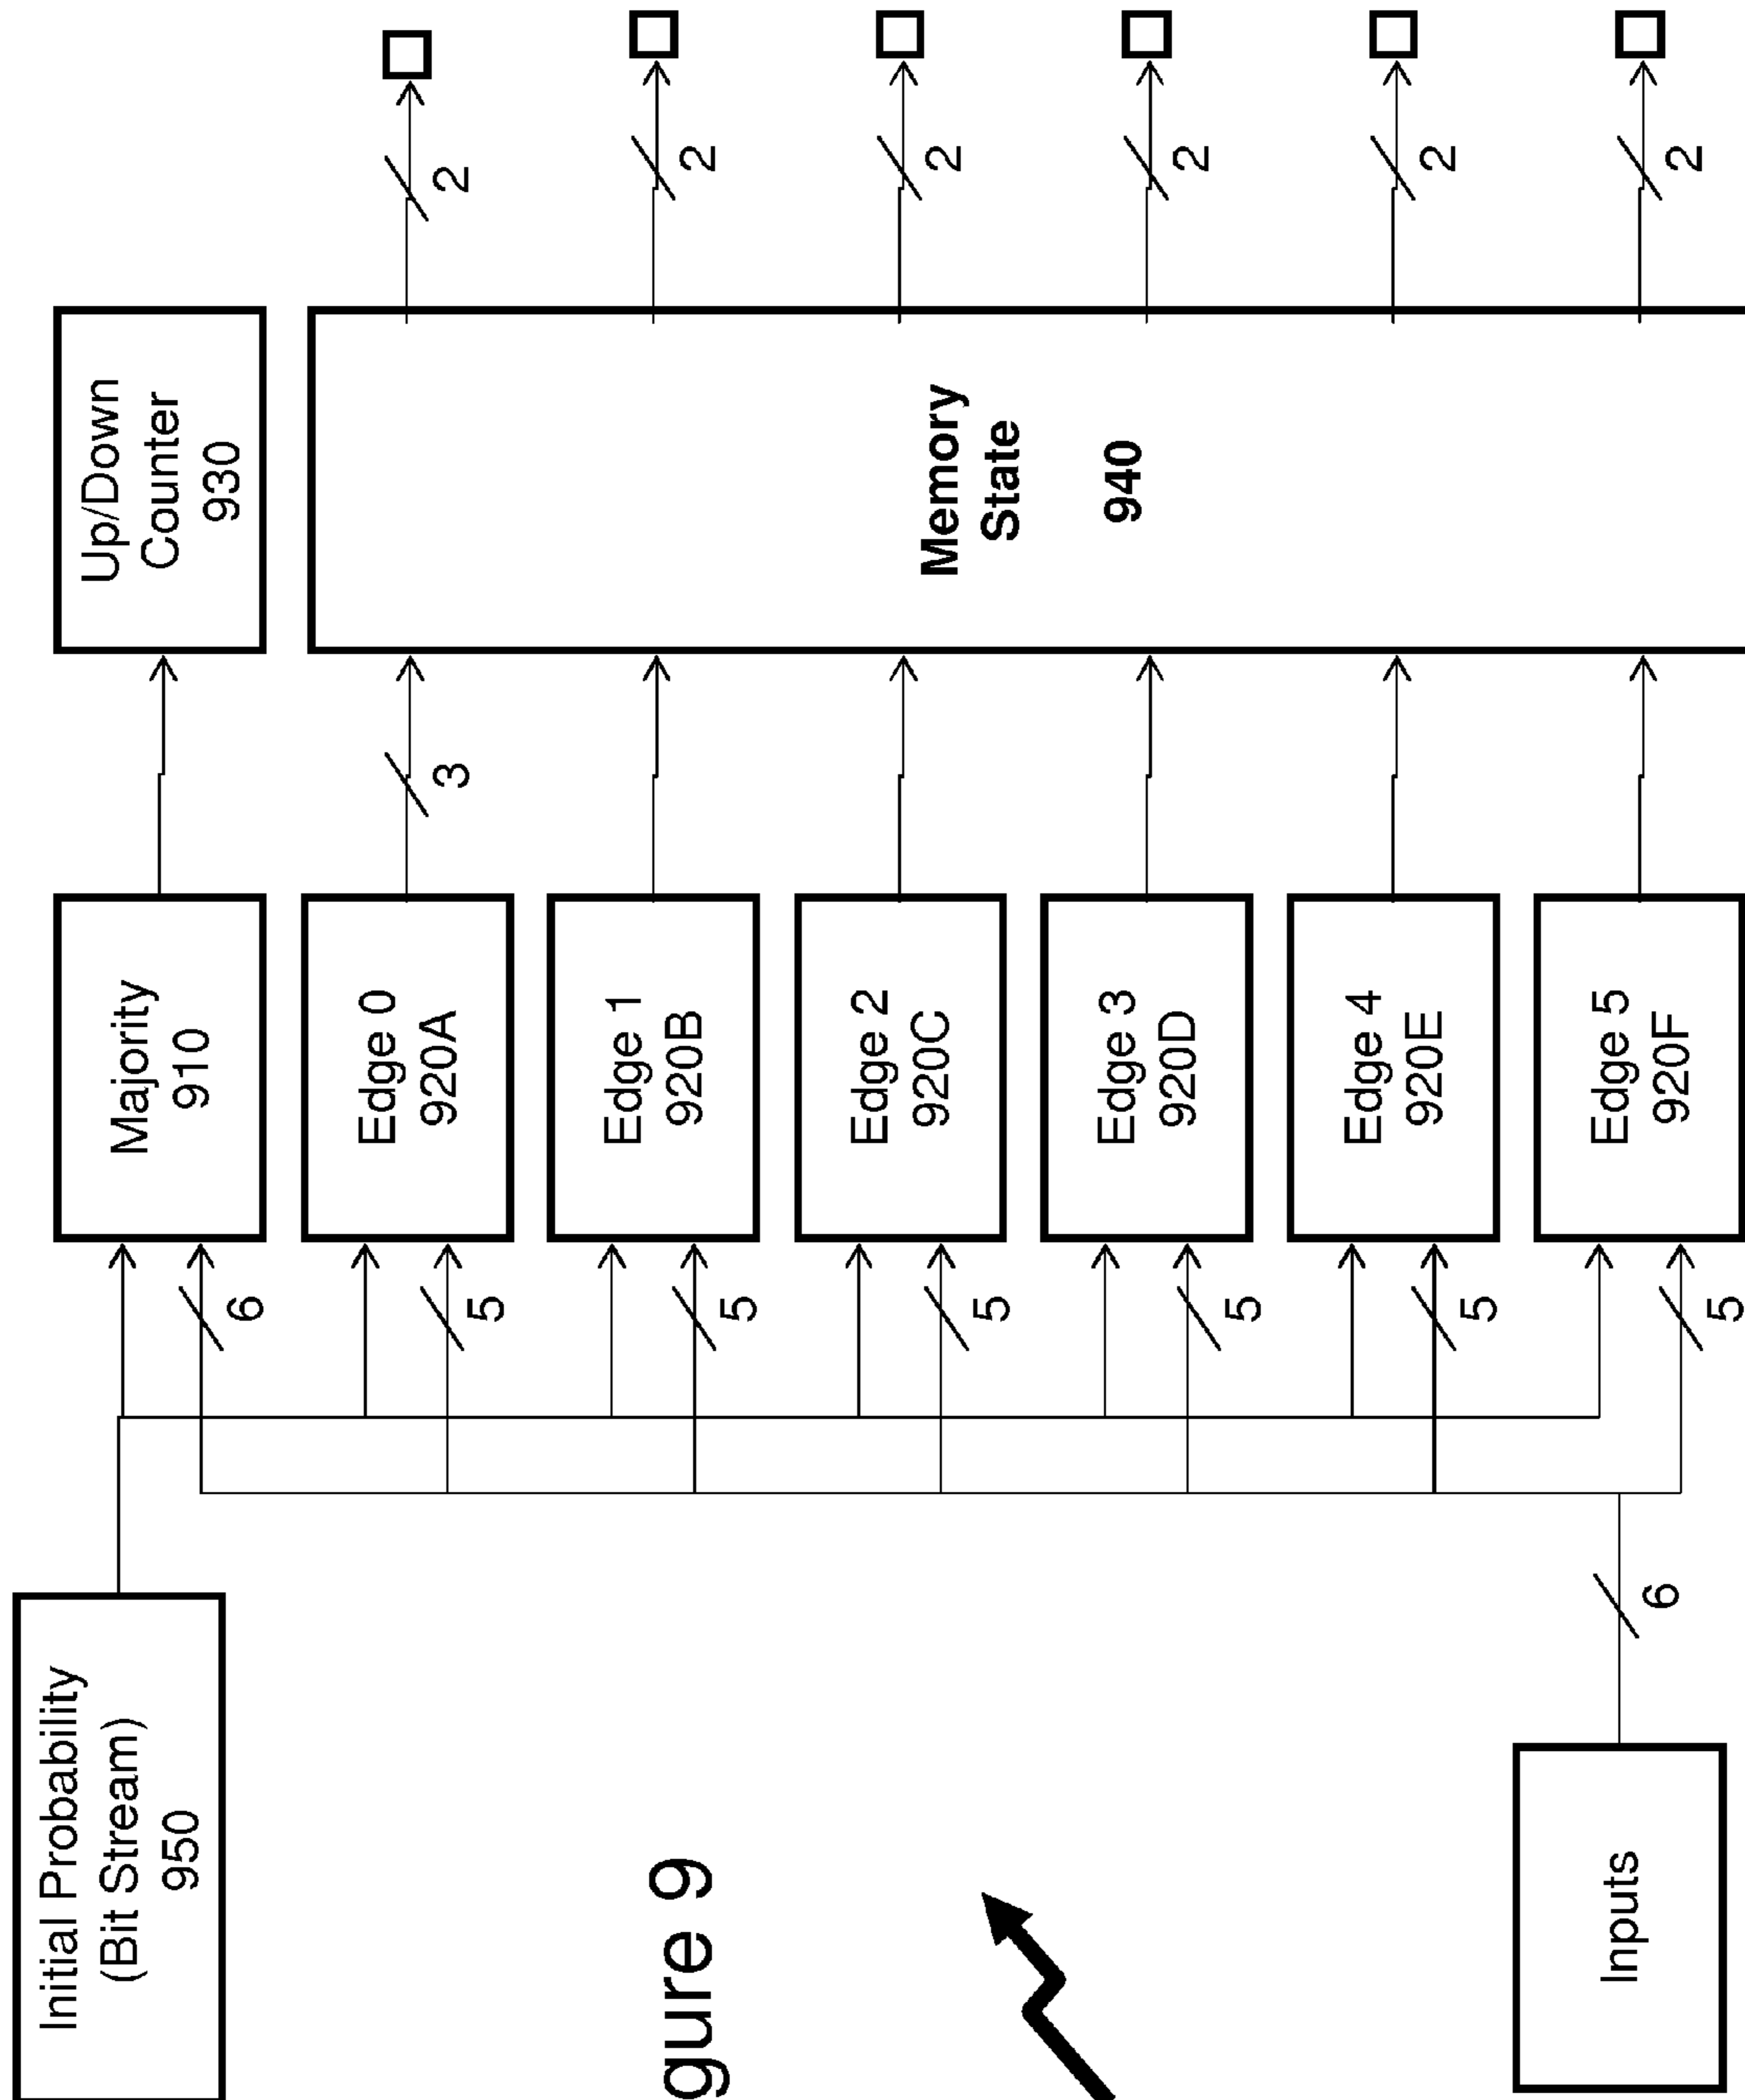 Initial Probability
(Bit Stream)
950
Majority
910
Up/Down
Counter
930
6
Edge 0
920A
5
3
2
Edge 1
920B
5
2
gure 9
Edge 2
920C
5
Memory
State
940
2
Edge 3
920D
5
2
Edge 4
920E
5
2
Inputs
6
Edge 5
920F
5
2